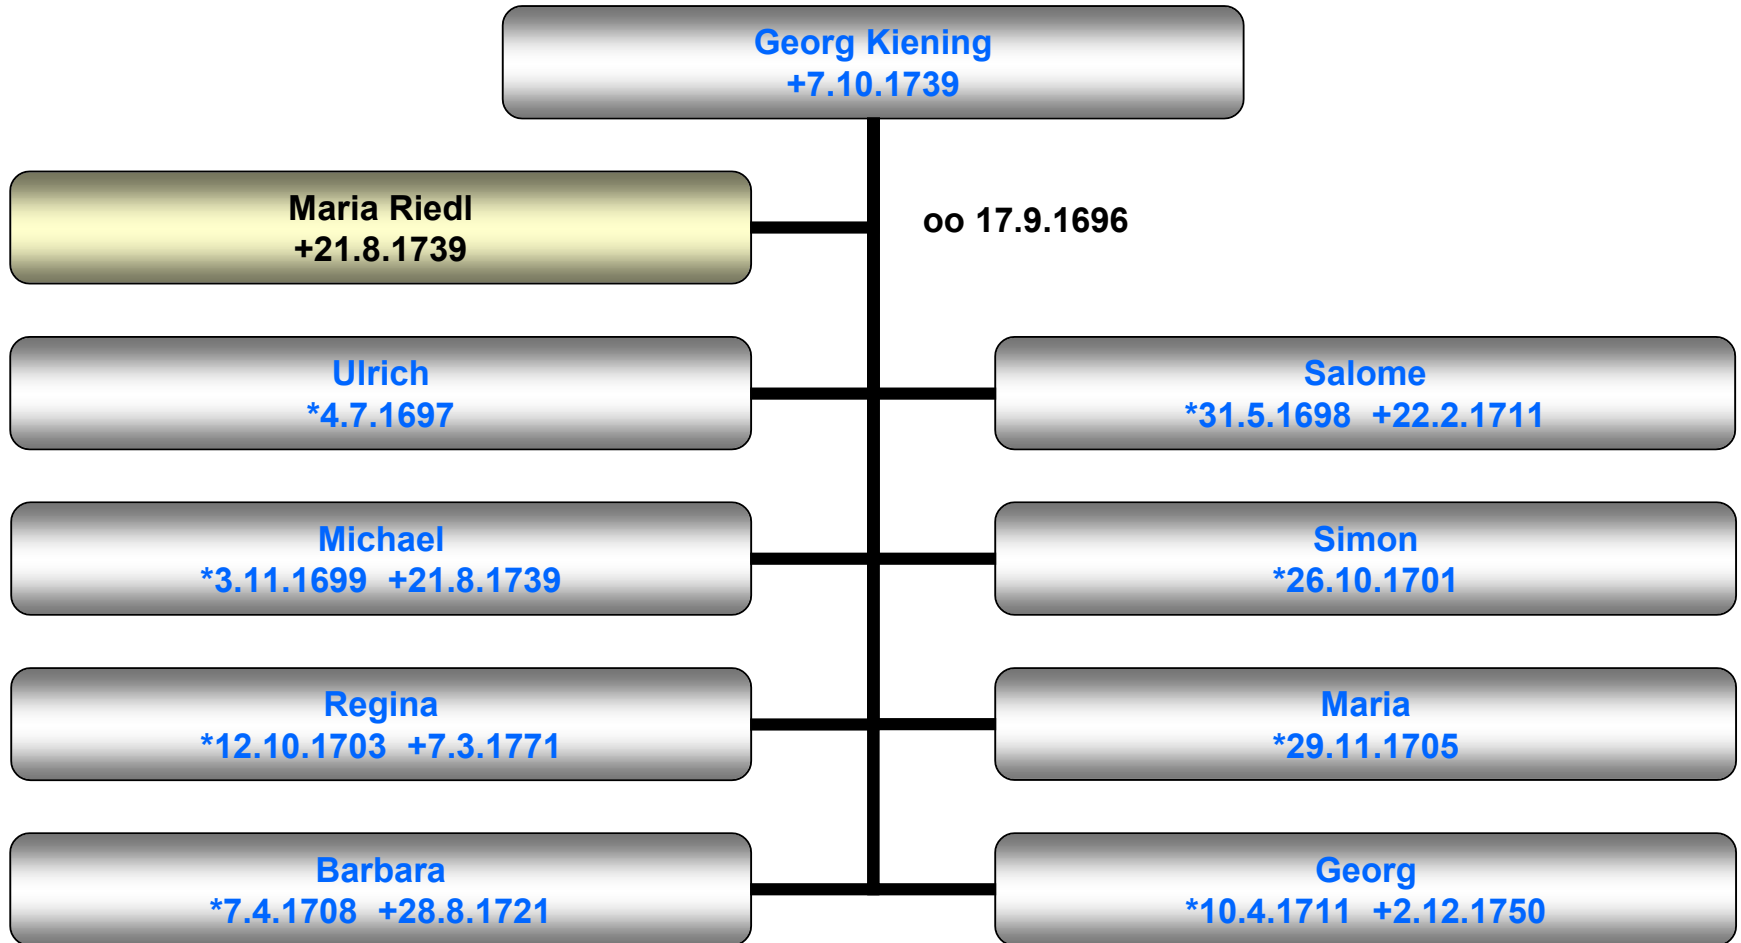 Georg Kiening
+7.10.1739
Maria Riedl
+21.8.1739
oo 17.9.1696
Ulrich
*4.7.1697
Salome
*31.5.1698 +22.2.1711
Michael
*3.11.1699 +21.8.1739
Simon
*26.10.1701
Regina
*12.10.1703 +7.3.1771
Maria
*29.11.1705
Barbara
*7.4.1708 +28.8.1721
Georg
*10.4.1711 +2.12.1750